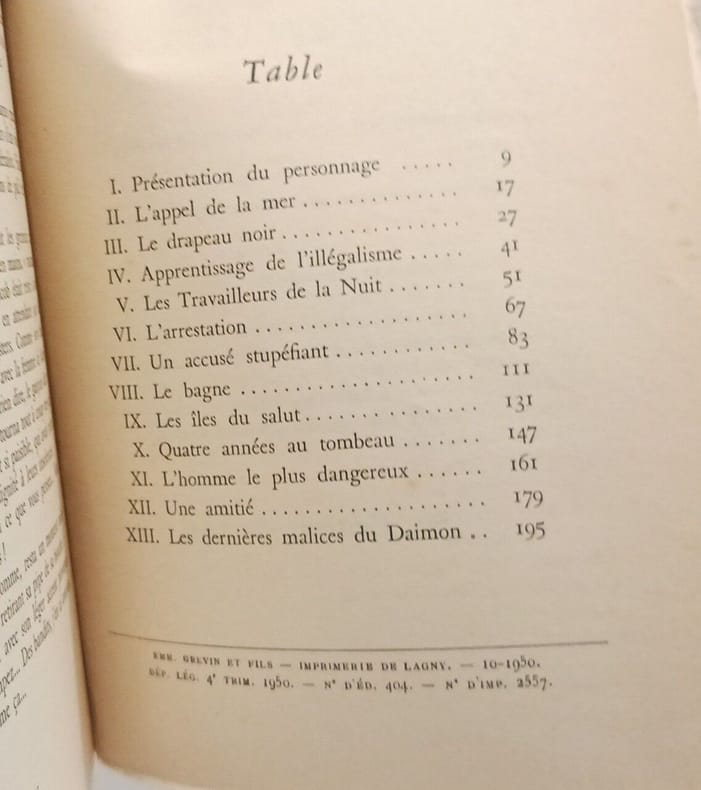 Table
I. Présentation du personnage ..... 9
II. L'appel de la mer .............. 17
III. Le drapeau noir ................ 27
IV. Apprentissage de l'illégalisme ..... 41
V. Les Travailleurs de la Nuit ....... 51
VI. L'arrestation ................... 67
VII. Un accusé stupéfiant ............ 83
VIII. Le bagne ..................... 111
IX. Les îles du salut ............... 131
X. Quatre années au tombeau ....... 147
XI. L'homme le plus dangereux ...... 161
XII. Une amitié .................... 179
XIII. Les dernières malices du Daimon .. 195
EMM. GREVIN ET FILS — IMPRIMERIE DE LAGNY. — 10-1950.
DÉP. LÉG. 4e TRIM. 1950. — N° D'ÉD. 404. — N° D'IMP. 2557.